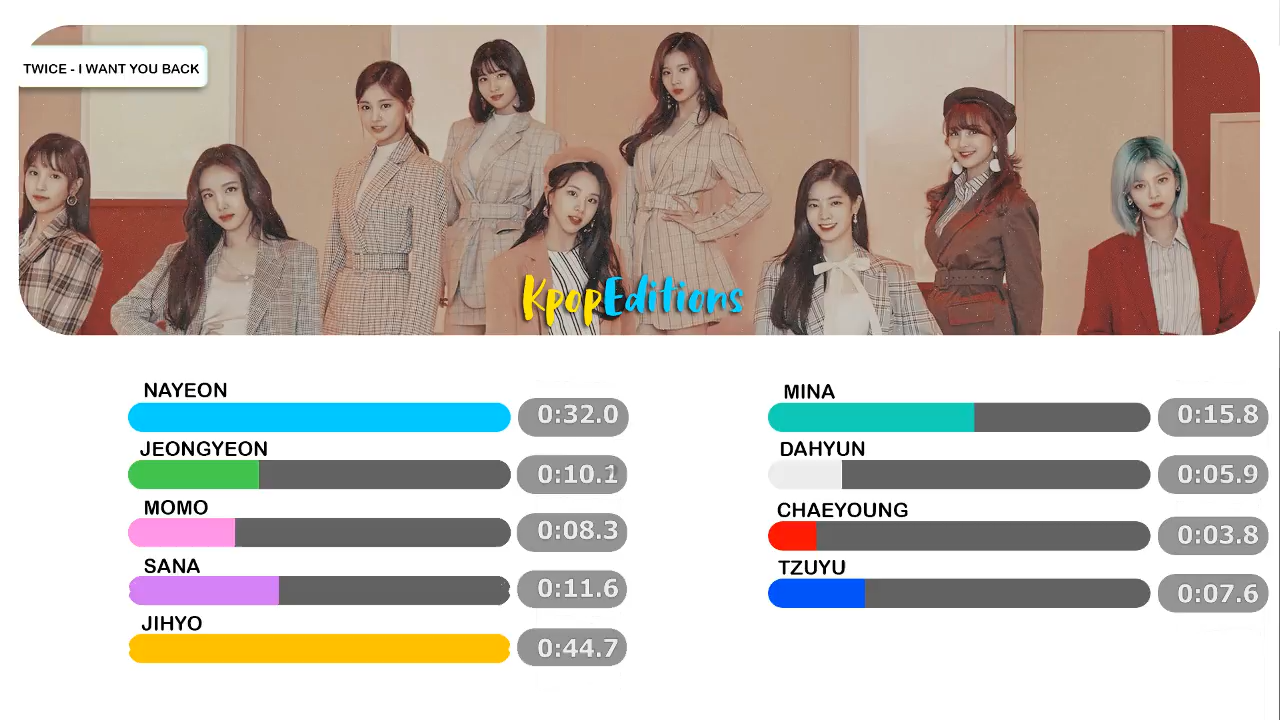 TWICE - I WANT YOU BACK
KpopEditions
NAYEON
0:32.0
JEONGYEON
0:10.1
MOMO
0:08.3
SANA
0:11.6
JIHYO
0:44.7
MINA
0:15.8
DAHYUN
0:05.9
CHAEYOUNG
0:03.8
TZUYU
0:07.6